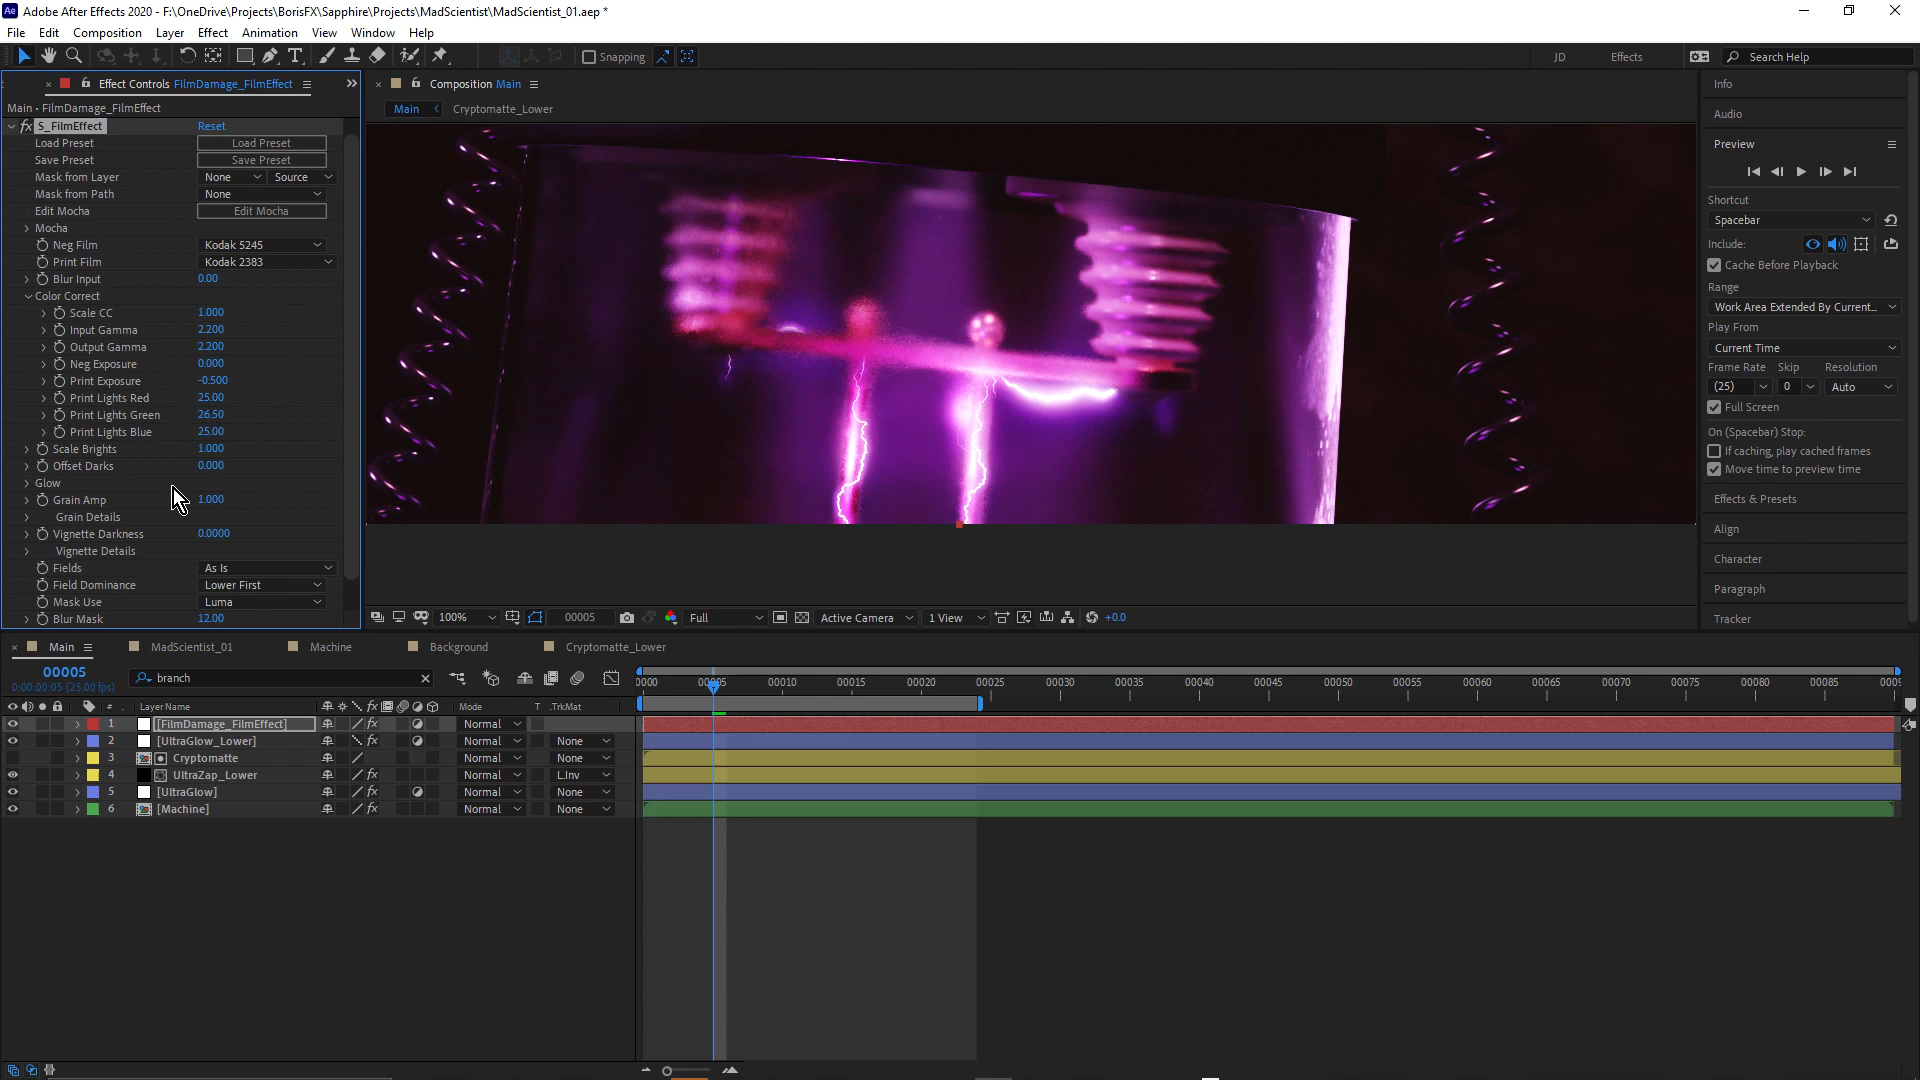 Ae Adobe After Effects 2020 - F:\OneDrive\Projects\BorisFX\Sapphire\Projects\MadScientist\MadScientist_01.aep *
File Edit Composition Layer Effect Animation View Window Help
Snapping JD Effects Search Help
Effect Controls FilmDamage_FilmEffect
Composition Main
Info
Main • FilmDamage_FilmEffect
Main Cryptomatte_Lower
Audio
fx S_FilmEffect Reset
Load Preset Load Preset
Save Preset Save Preset
Mask from Layer None Source
Mask from Path None
Edit Mocha Edit Mocha
Mocha
Neg Film Kodak 5245
Print Film Kodak 2383
Blur Input 0.00
Color Correct
Scale CC 1.000
Input Gamma 2.200
Output Gamma 2.200
Neg Exposure 0.000
Print Exposure -0.500
Print Lights Red 25.00
Print Lights Green 26.50
Print Lights Blue 25.00
Scale Brights 1.000
Offset Darks 0.000
Glow
Grain Amp 1.000
Grain Details
Vignette Darkness 0.0000
Vignette Details
Fields As Is
Field Dominance Lower First
Mask Use Luma
Blur Mask 12.00
Preview
Shortcut
Spacebar
Include:
Cache Before Playback
Range
Work Area Extended By Current...
Play From
Current Time
Frame Rate Skip Resolution
(25) 0 Auto
Full Screen
On (Spacebar) Stop:
If caching, play cached frames
Move time to preview time
Effects & Presets
Align
Character
Paragraph
Tracker
100% 00005 Full Active Camera 1 View +0.0
Main MadScientist_01 Machine Background Cryptomatte_Lower
00005
0:00:00:05 (25.00 fps)
branch
0000 00005 00010 00015 00020 00025 00030 00035 00040 00045 00050 00055 00060 00065 00070 00075 00080 00085 0009
# Layer Name fx Mode T .TrkMat
1 [FilmDamage_FilmEffect] fx Normal
2 [UltraGlow_Lower] fx Normal None
3 Cryptomatte Normal None
4 UltraZap_Lower fx Normal L.Inv
5 [UltraGlow] fx Normal None
6 [Machine] fx Normal None